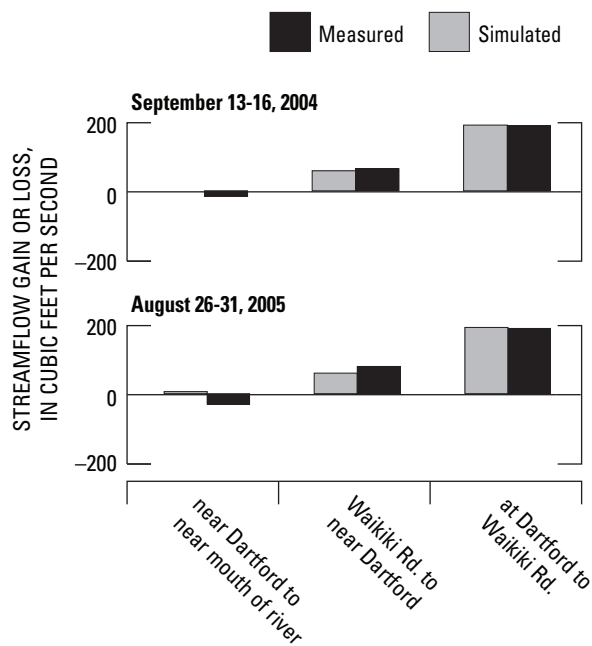 Measured
Simulated
September 13-16, 2004
STREAMFLOW GAIN OR LOSS,
IN CUBIC FEET PER SECOND
200
0
–200
August 26-31, 2005
200
0
–200
near Dartford to
near mouth of river
Waikiki Rd. to
near Dartford
at Dartford to
Waikiki Rd.